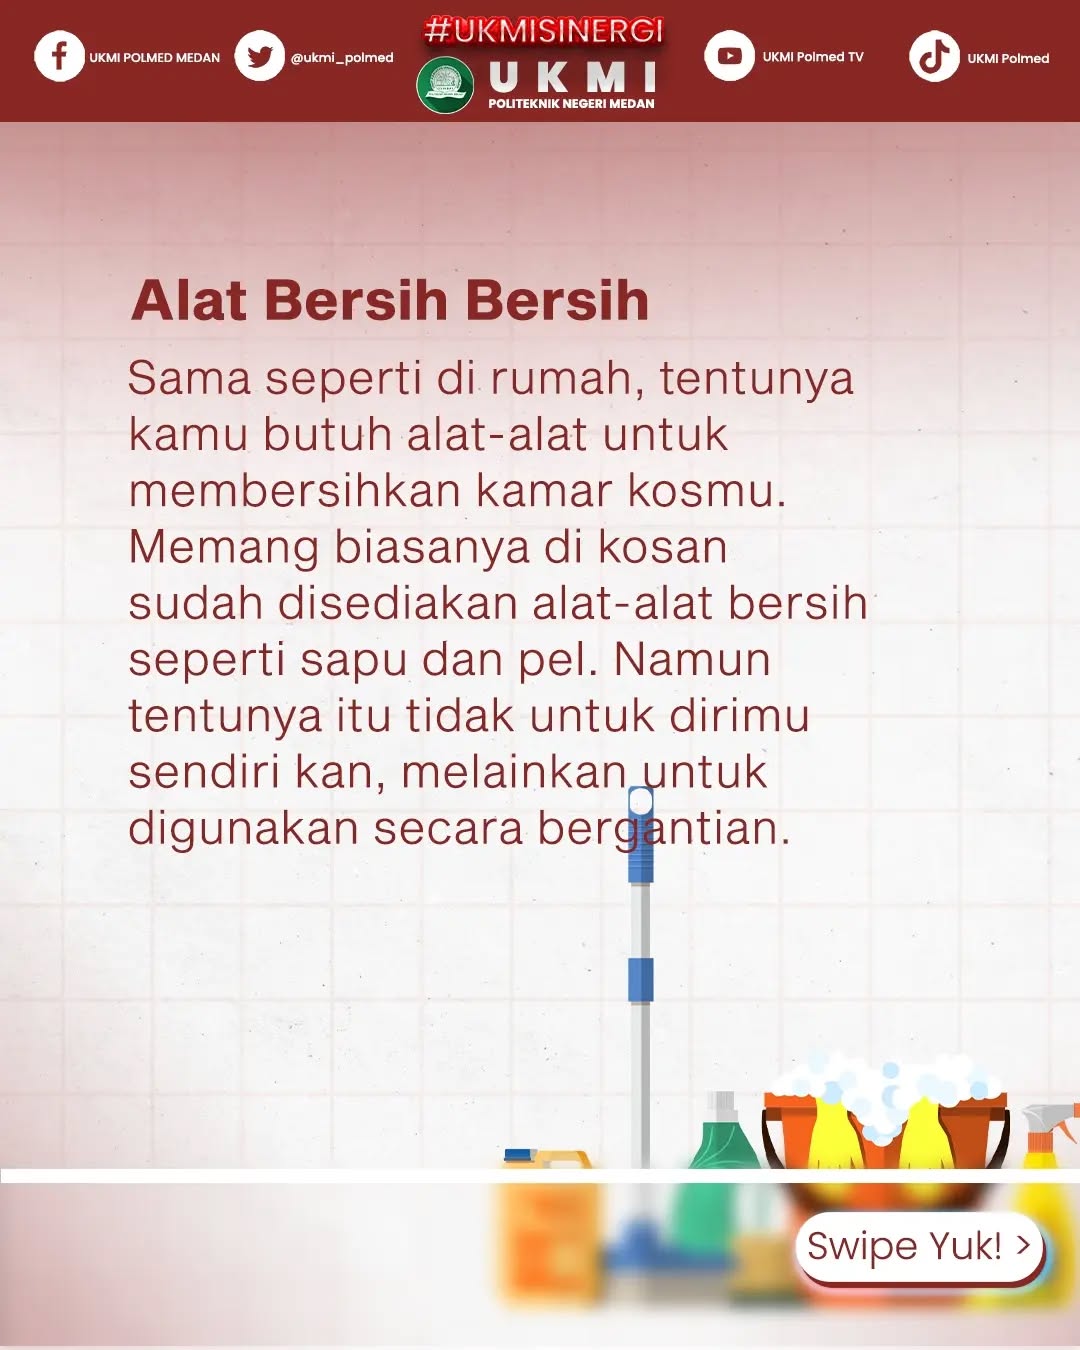 #UKMISINERGI
UKMI POLMED MEDAN
@ukmi_polmed
UKMI
POLITEKNIK NEGERI MEDAN
UKMI Polmed TV
UKMI Polmed
Alat Bersih Bersih
Sama seperti di rumah, tentunya
kamu butuh alat-alat untuk
membersihkan kamar kosmu.
Memang biasanya di kosan
sudah disediakan alat-alat bersih
seperti sapu dan pel. Namun
tentunya itu tidak untuk dirimu
sendiri kan, melainkan untuk
digunakan secara bergantian.
Swipe Yuk! >